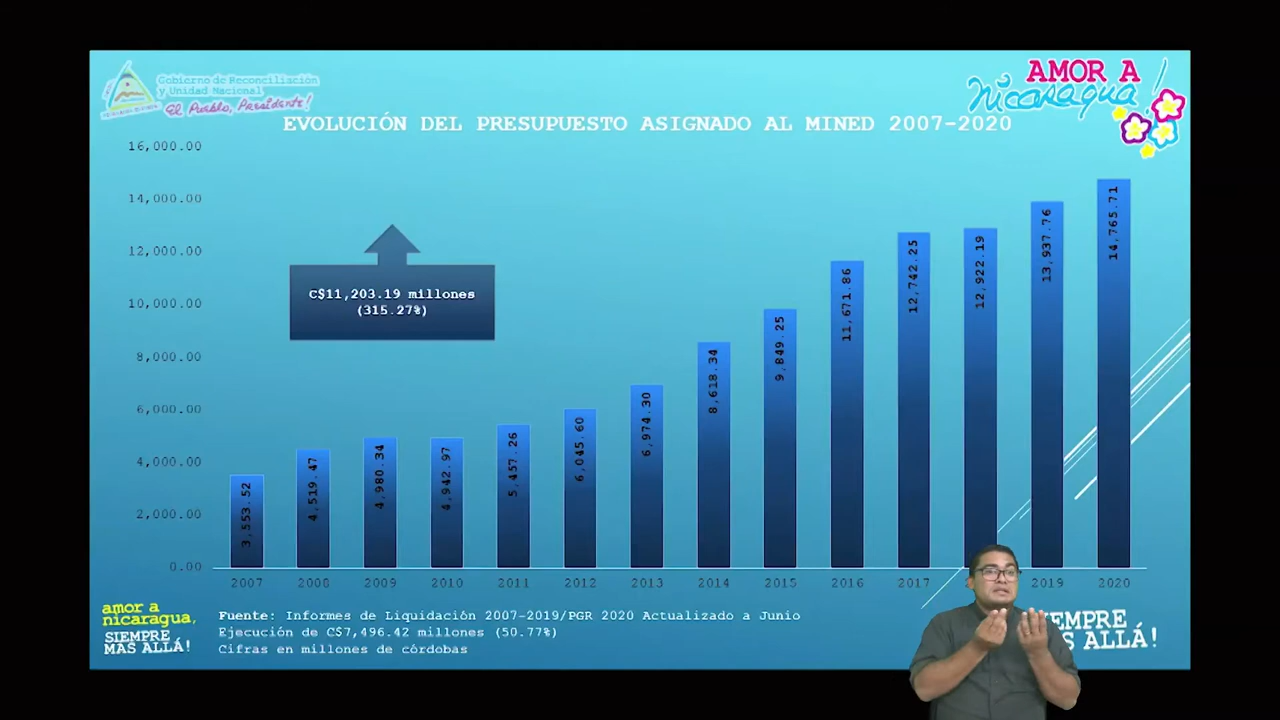 Gobierno de Reconciliación
y Unidad Nacional
El Pueblo, Presidente!
AMOR A
Nicaragua!
EVOLUCIÓN DEL PRESUPUESTO ASIGNADO AL MINED 2007-2020
16,000.00
14,000.00
12,000.00
10,000.00
8,000.00
6,000.00
4,000.00
2,000.00
0.00
C$11,203.19 millones
(315.27%)
3,553.52
4,519.47
4,980.34
4,942.97
5,457.26
6,045.60
6,974.30
8,618.34
9,849.25
11,671.86
12,742.25
12,922.19
13,937.76
14,765.71
2007 2008 2009 2010 2011 2012 2013 2014 2015 2016 2017 2019 2020
amor a
nicaragua,
SIEMPRE
MÁS ALLÁ!
Fuente: Informes de Liquidación 2007-2019/PGR 2020 Actualizado a Junio
Ejecución de C$7,496.42 millones (50.77%)
Cifras en millones de córdobas
ALLÁ!